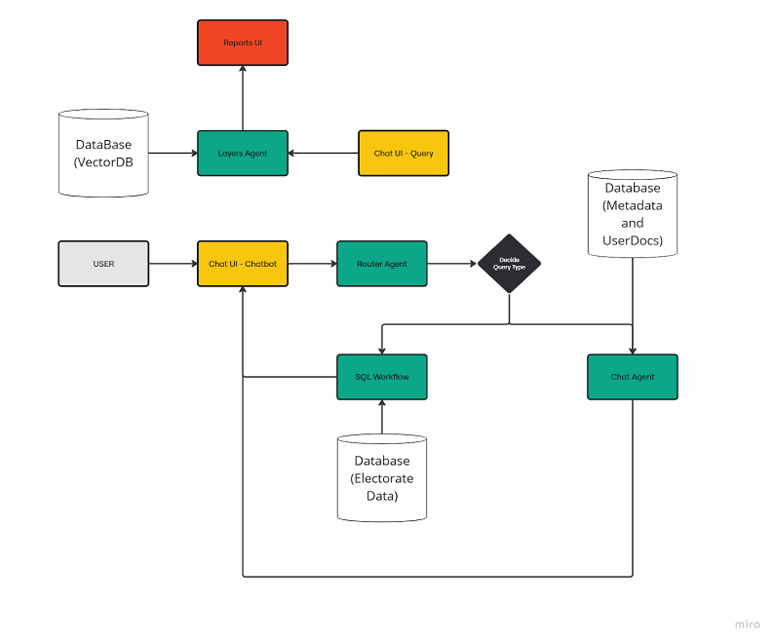 Reports UI
DataBase
(VectorDB
Layers Agent
Chat UI - Query
Database
(Metadata
and
UserDocs)
USER
Chat UI - Chatbot
Router Agent
Decide
Query Type
SQL Workflow
Chat Agent
Database
(Electorate
Data)
miro